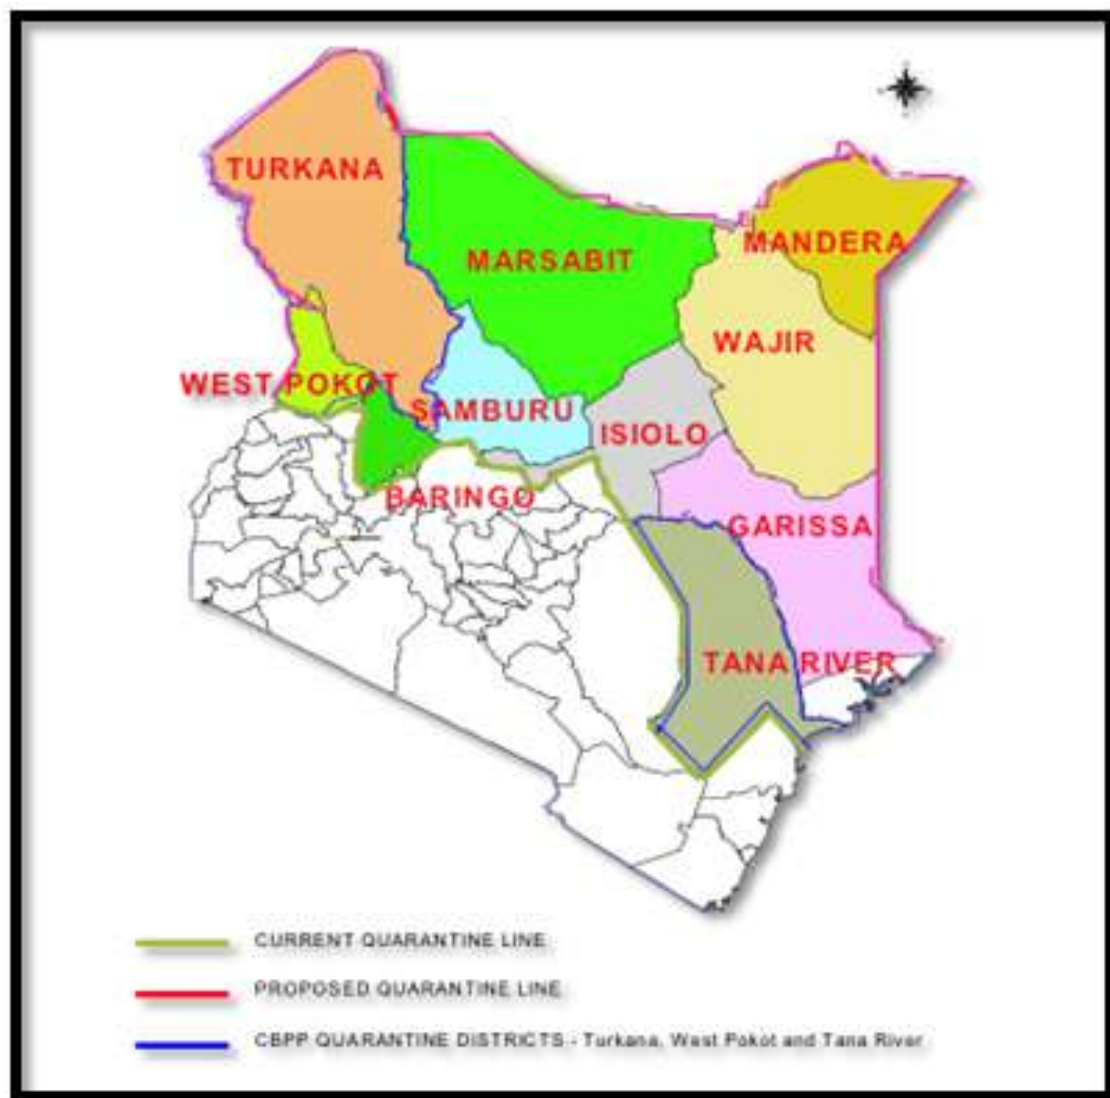 TURKANA
MARSABIT
MANDERA
WAJIR
WEST POKOT
SAMBURU
ISIOLO
BARINGO
GARISSA
TANA RIVER
CURRENT QUARANTINE LINE
PROPOSED QUARANTINE LINE
CBPP QUARANTINE DISTRICTS - Turkana, West Pokot and Tana River